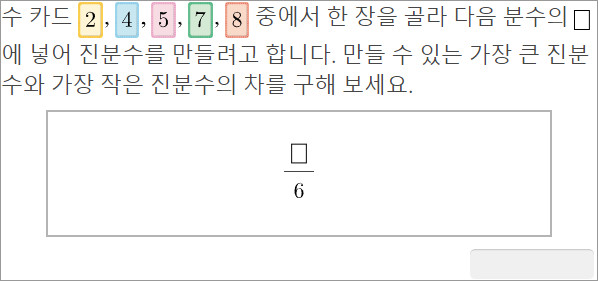 수 카드 2, 4, 5, 7, 8 중에서 한 장을 골라 다음 분수의 □
에 넣어 진분수를 만들려고 합니다. 만들 수 있는 가장 큰 진분
수와 가장 작은 진분수의 차를 구해 보세요.
□
6